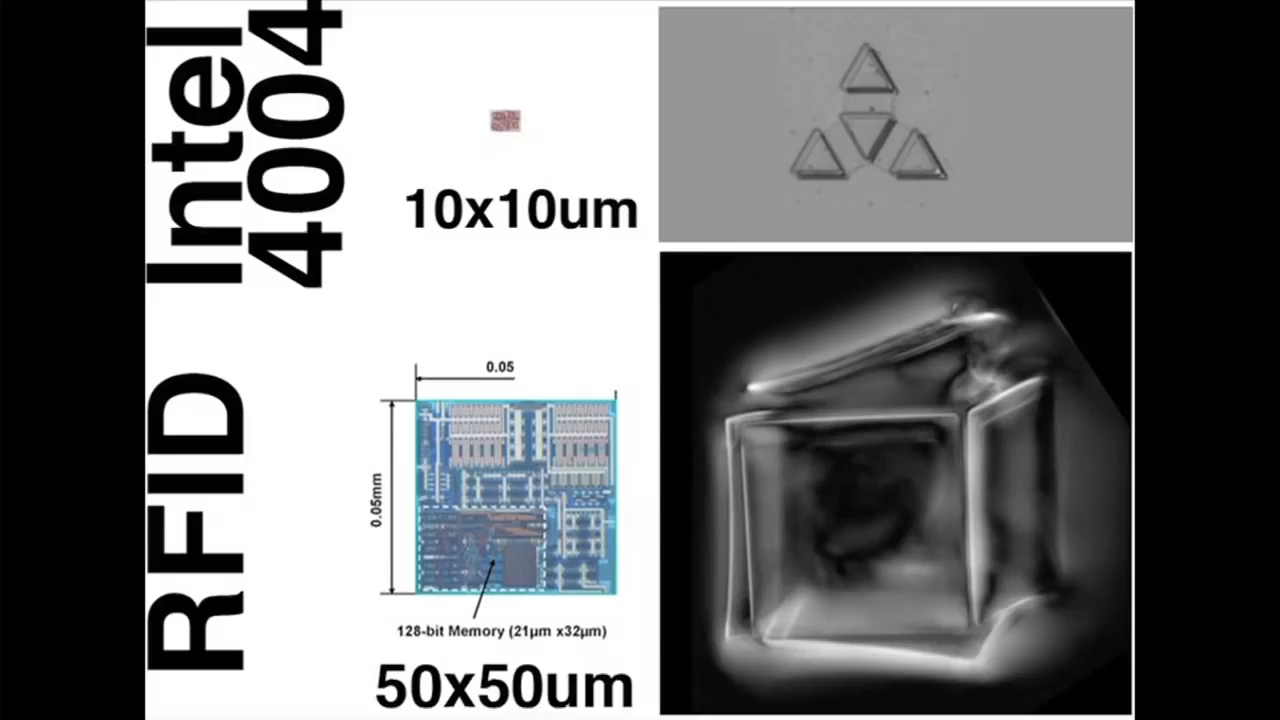 Intel
4004
10x10um
RFID
0.05
0.05mm
128-bit Memory (21µm x32µm)
50x50um